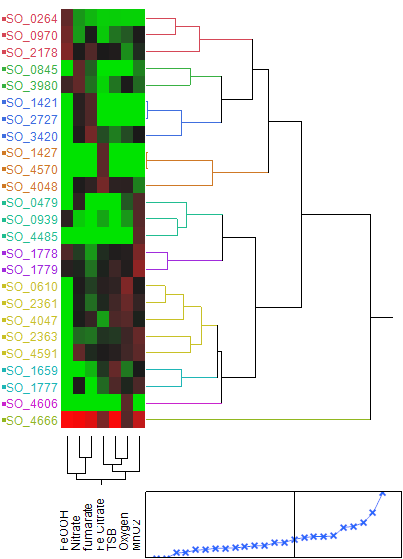 SO_0264
SO_0970
SO_2178
SO_0845
SO_3980
SO_1421
SO_2727
SO_3420
SO_1427
SO_4570
SO_4048
SO_0479
SO_0939
SO_4485
SO_1778
SO_1779
SO_0610
SO_2361
SO_4047
SO_2363
SO_4591
SO_1659
SO_1777
SO_4606
SO_4666
FeOOH
Nitrate
fumarate
Fe Citrate
TSB
Oxygen
MnO2